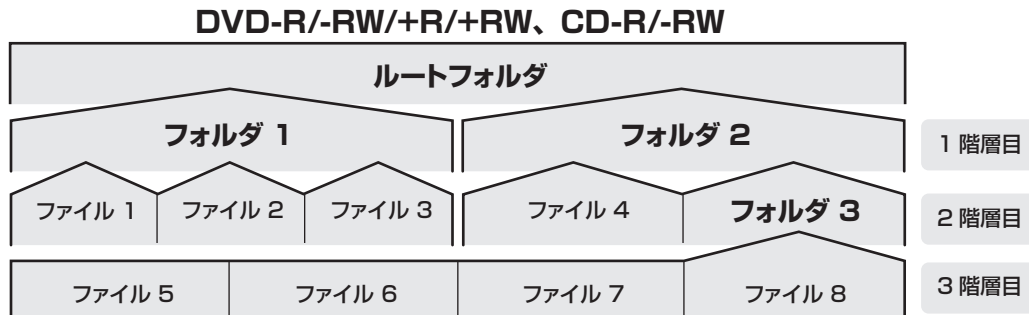 DVD-R/-RW/+R/+RW、CD-R/-RW
ルートフォルダ
フォルダ 1
フォルダ 2
1 階層目
ファイル 1
ファイル 2
ファイル 3
ファイル 4
フォルダ 3
2 階層目
ファイル 5
ファイル 6
ファイル 7
ファイル 8
3 階層目